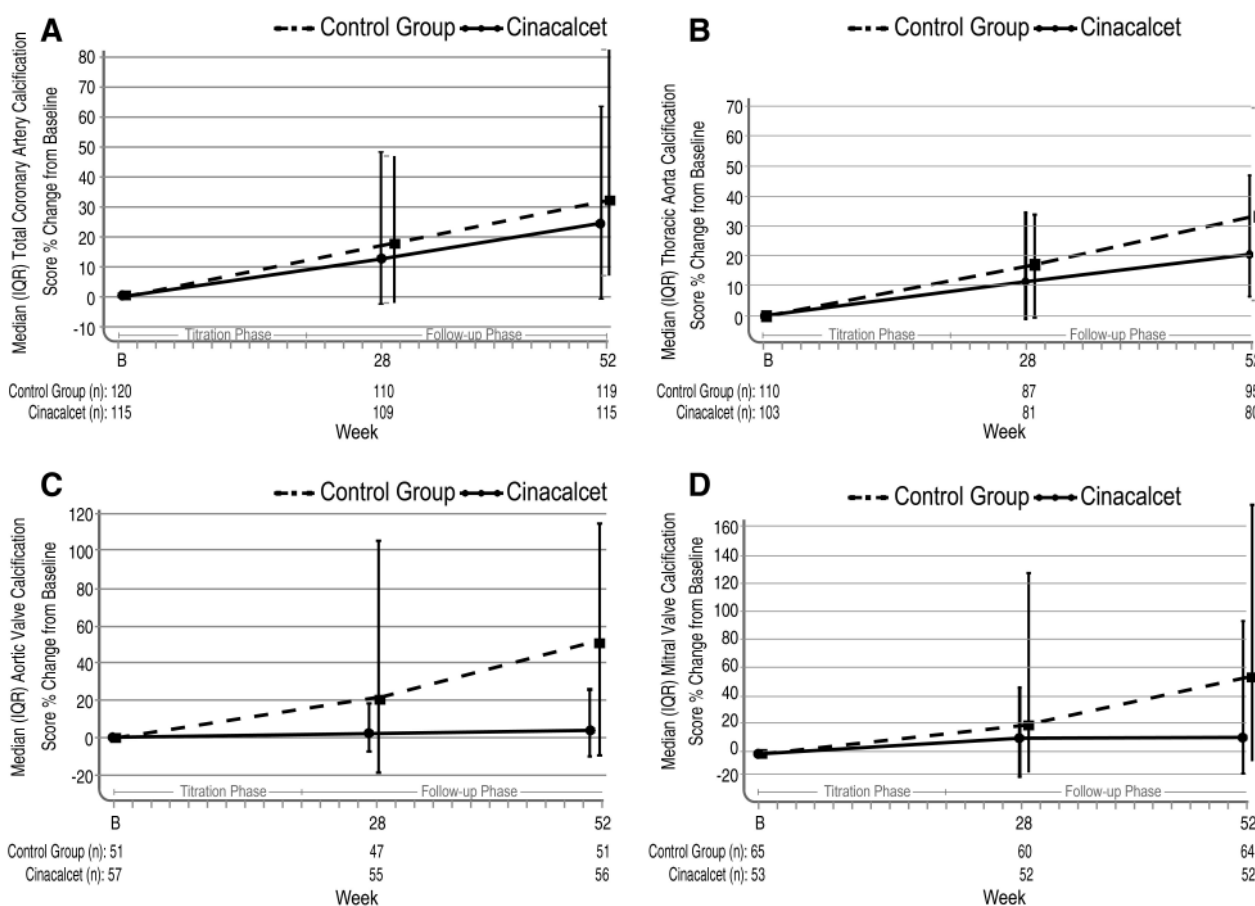 A
Control Group Cinacalcet
Median (IQR) Total Coronary Artery Calcification
Score % Change from Baseline
80
70
60
50
40
30
20
10
0
-10
Titration Phase Follow-up Phase
B 28 52
Control Group (n): 120 110 119
Cinacalcet (n): 115 109 115
Week
B
Control Group Cinacalcet
Median (IQR) Thoracic Aorta Calcification
Score % Change from Baseline
70
60
50
40
30
20
10
0
Titration Phase Follow-up Phase
B 28 52
Control Group (n): 110 87 95
Cinacalcet (n): 103 81 80
Week
C
Control Group Cinacalcet
Median (IQR) Aortic Valve Calcification
Score % Change from Baseline
120
100
80
60
40
20
0
-20
Titration Phase Follow-up Phase
B 28 52
Control Group (n): 51 47 51
Cinacalcet (n): 57 55 56
Week
D
Control Group Cinacalcet
Median (IQR) Mitral Valve Calcification
Score % Change from Baseline
160
140
120
100
80
60
40
20
0
-20
Titration Phase Follow-up Phase
B 28 52
Control Group (n): 65 60 64
Cinacalcet (n): 53 52 52
Week